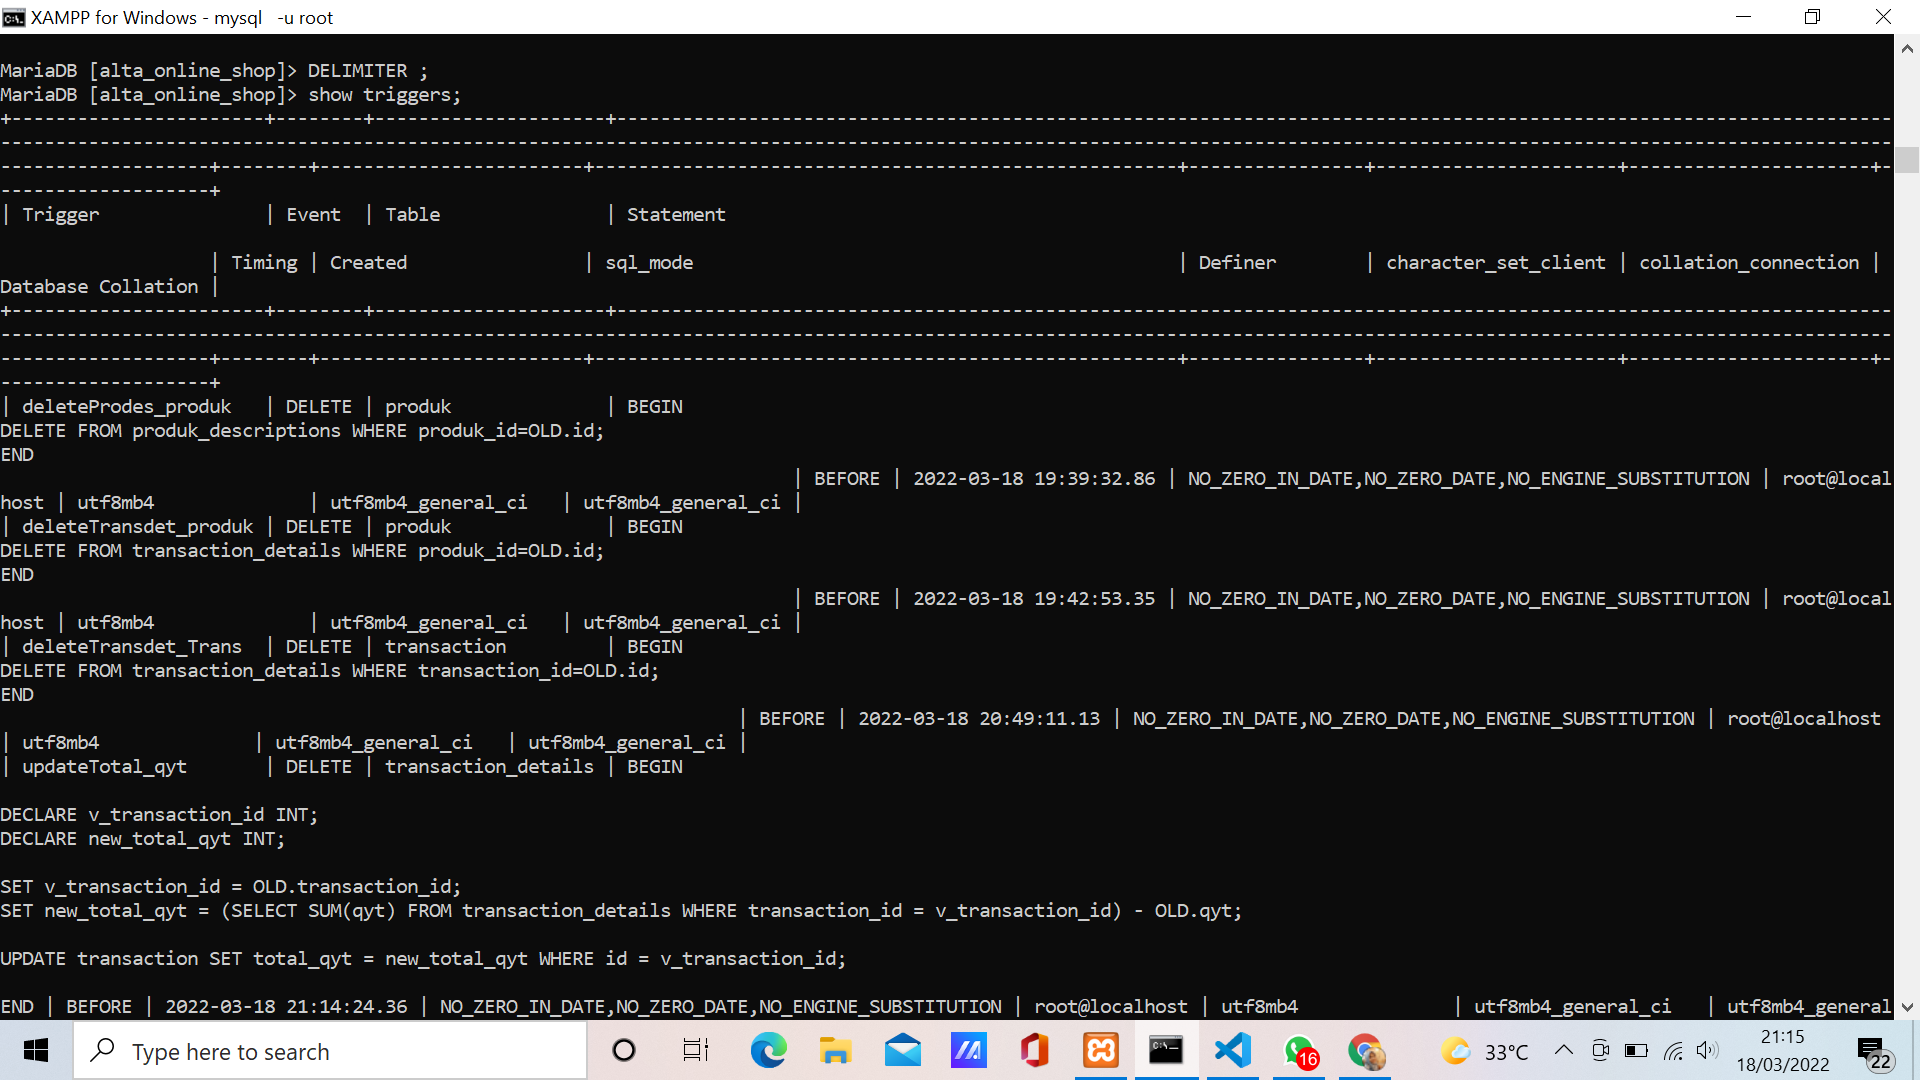 XAMPP for Windows - mysql  -u root
MariaDB [alta_online_shop]> DELIMITER ;
MariaDB [alta_online_shop]> show triggers;
+-----------------------+--------+---------------------+--------------------------------------------------------------------------------------------------------------------
----------------------------------------------------------------------------------------------------------------------------------------------------------------------------
-------------------+--------+------------------------+-----------------------------------------------------+----------------+----------------------+----------------------+-
-------------------+
| Trigger               | Event  | Table               | Statement
                   | Timing | Created                | sql_mode                                            | Definer        | character_set_client | collation_connection |
Database Collation |
+-----------------------+--------+---------------------+--------------------------------------------------------------------------------------------------------------------
----------------------------------------------------------------------------------------------------------------------------------------------------------------------------
-------------------+--------+------------------------+-----------------------------------------------------+----------------+----------------------+----------------------+-
-------------------+
| deleteProdes_produk   | DELETE | produk              | BEGIN
DELETE FROM produk_descriptions WHERE produk_id=OLD.id;
END
| BEFORE | 2022-03-18 19:39:32.86 | NO_ZERO_IN_DATE,NO_ZERO_DATE,NO_ENGINE_SUBSTITUTION | root@local
host | utf8mb4              | utf8mb4_general_ci   | utf8mb4_general_ci |
| deleteTransdet_produk | DELETE | produk              | BEGIN
DELETE FROM transaction_details WHERE produk_id=OLD.id;
END
| BEFORE | 2022-03-18 19:42:53.35 | NO_ZERO_IN_DATE,NO_ZERO_DATE,NO_ENGINE_SUBSTITUTION | root@local
host | utf8mb4              | utf8mb4_general_ci   | utf8mb4_general_ci |
| deleteTransdet_Trans  | DELETE | transaction         | BEGIN
DELETE FROM transaction_details WHERE transaction_id=OLD.id;
END
| BEFORE | 2022-03-18 20:49:11.13 | NO_ZERO_IN_DATE,NO_ZERO_DATE,NO_ENGINE_SUBSTITUTION | root@localhost
| utf8mb4              | utf8mb4_general_ci   | utf8mb4_general_ci |
| updateTotal_qyt       | DELETE | transaction_details | BEGIN
DECLARE v_transaction_id INT;
DECLARE new_total_qyt INT;
SET v_transaction_id = OLD.transaction_id;
SET new_total_qyt = (SELECT SUM(qyt) FROM transaction_details WHERE transaction_id = v_transaction_id) - OLD.qyt;
UPDATE transaction SET total_qyt = new_total_qyt WHERE id = v_transaction_id;
END | BEFORE | 2022-03-18 21:14:24.36 | NO_ZERO_IN_DATE,NO_ZERO_DATE,NO_ENGINE_SUBSTITUTION | root@localhost | utf8mb4              | utf8mb4_general_ci   | utf8mb4_general
Type here to search
16
33°C
21:15
18/03/2022
22